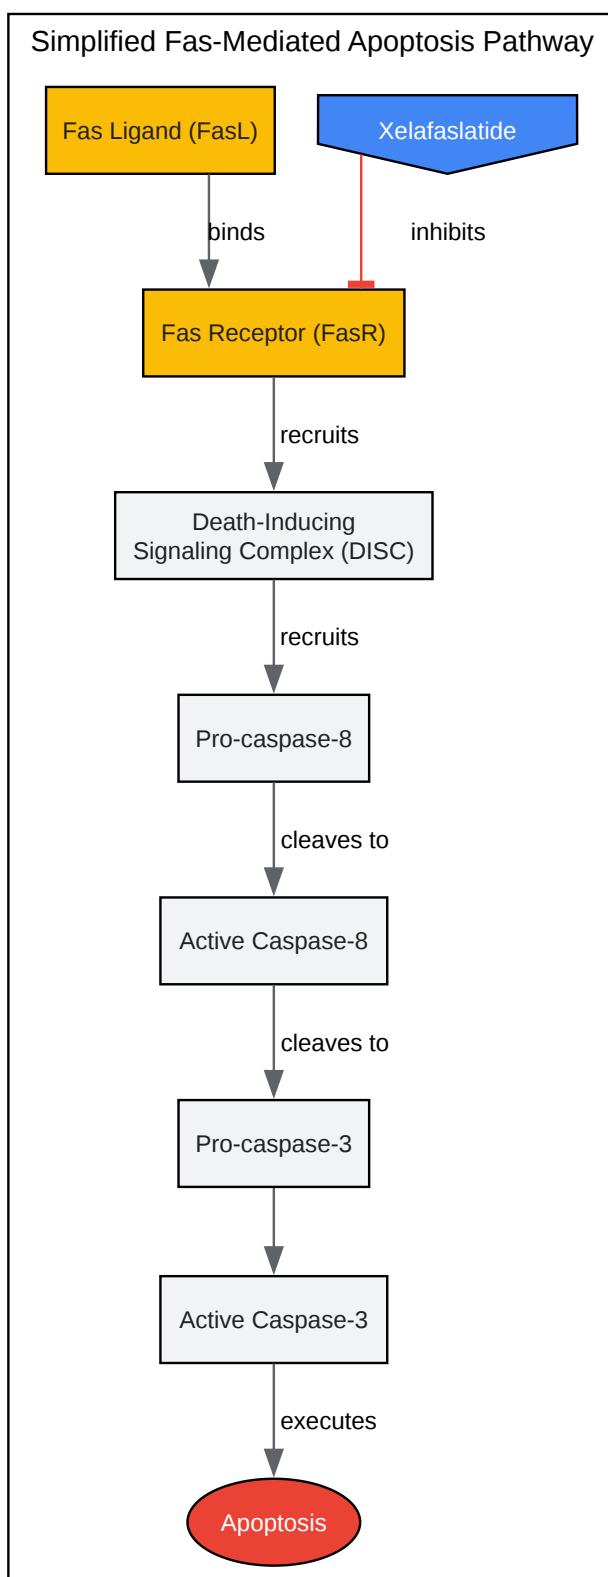 Simplified Fas-Mediated Apoptosis Pathway
Fas Ligand (FasL)
Xelafaslatide
binds
inhibits
Fas Receptor (FasR)
recruits
Death-Inducing
Signaling Complex (DISC)
recruits
Pro-caspase-8
cleaves to
Active Caspase-8
cleaves to
Pro-caspase-3
Active Caspase-3
executes
Apoptosis